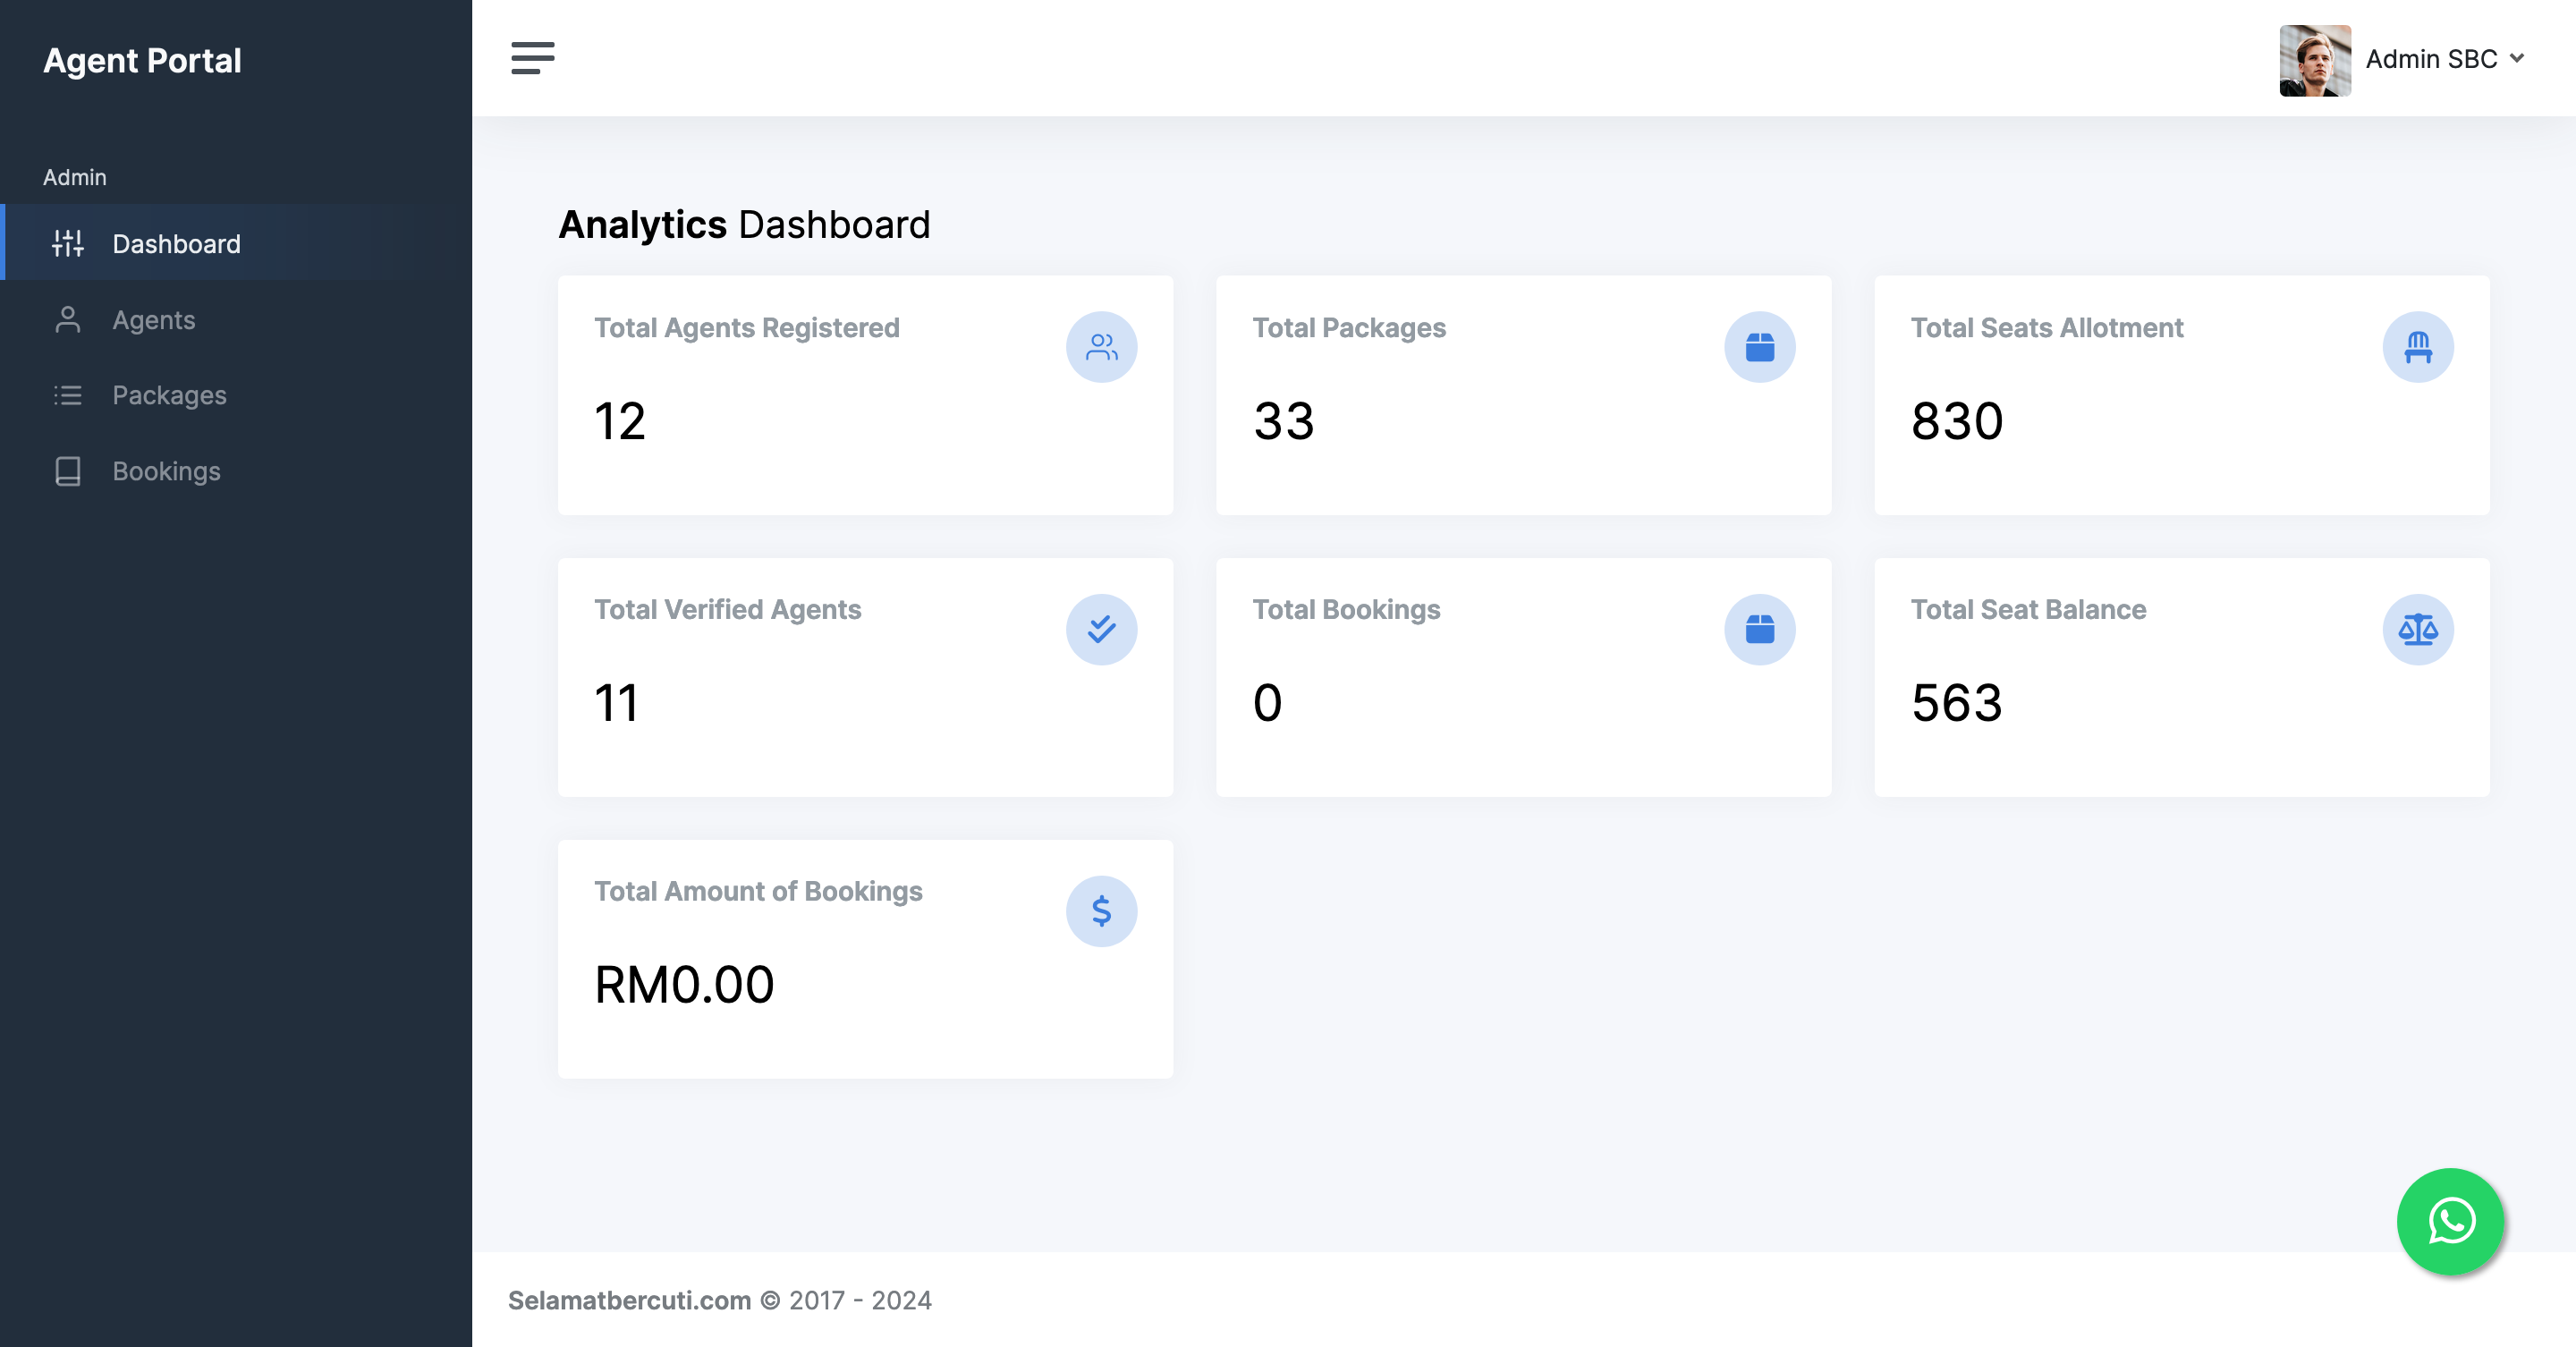 Agent Portal
Admin SBC
Admin
Dashboard
Agents
Packages
Bookings
Analytics Dashboard
Total Agents Registered
12
Total Packages
33
Total Seats Allotment
830
Total Verified Agents
11
Total Bookings
0
Total Seat Balance
563
Total Amount of Bookings
$
RM0.00
Selamatbercuti.com © 2017 - 2024